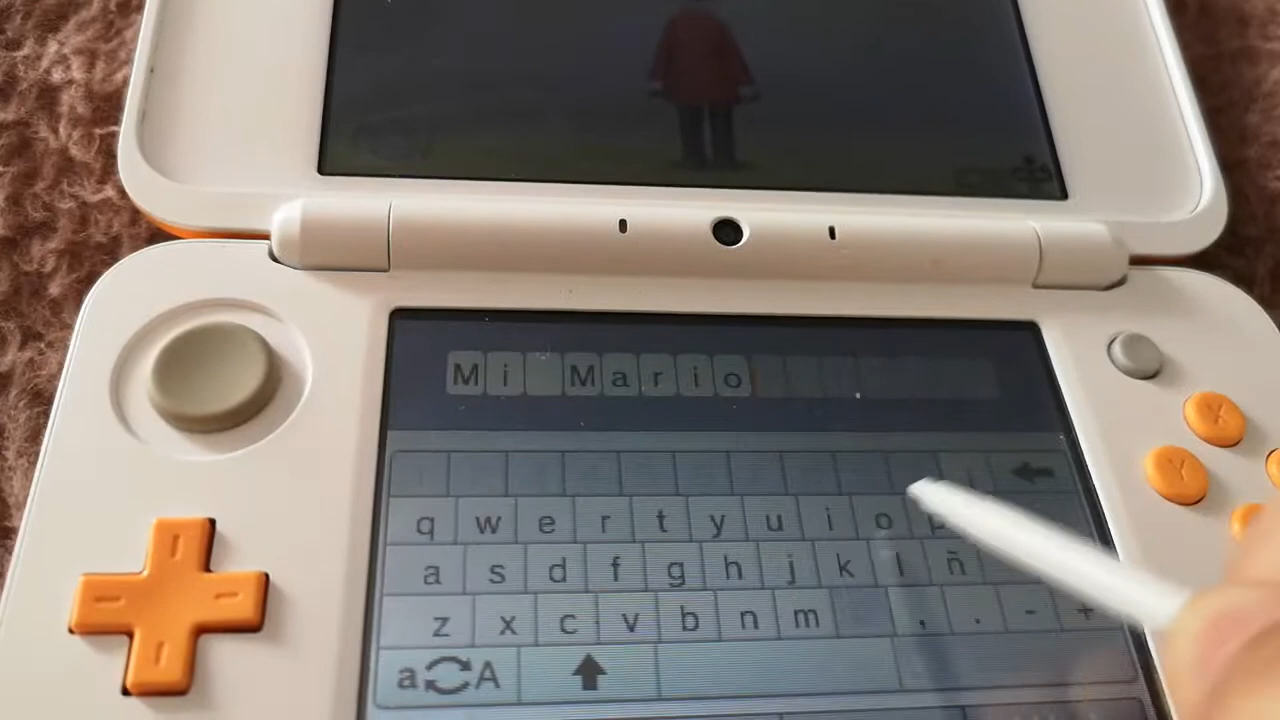 Mi Mario
q w e r t y u i o p
a s d f g h j k l ñ
z x c v b n m , . - +
a A
X
Y